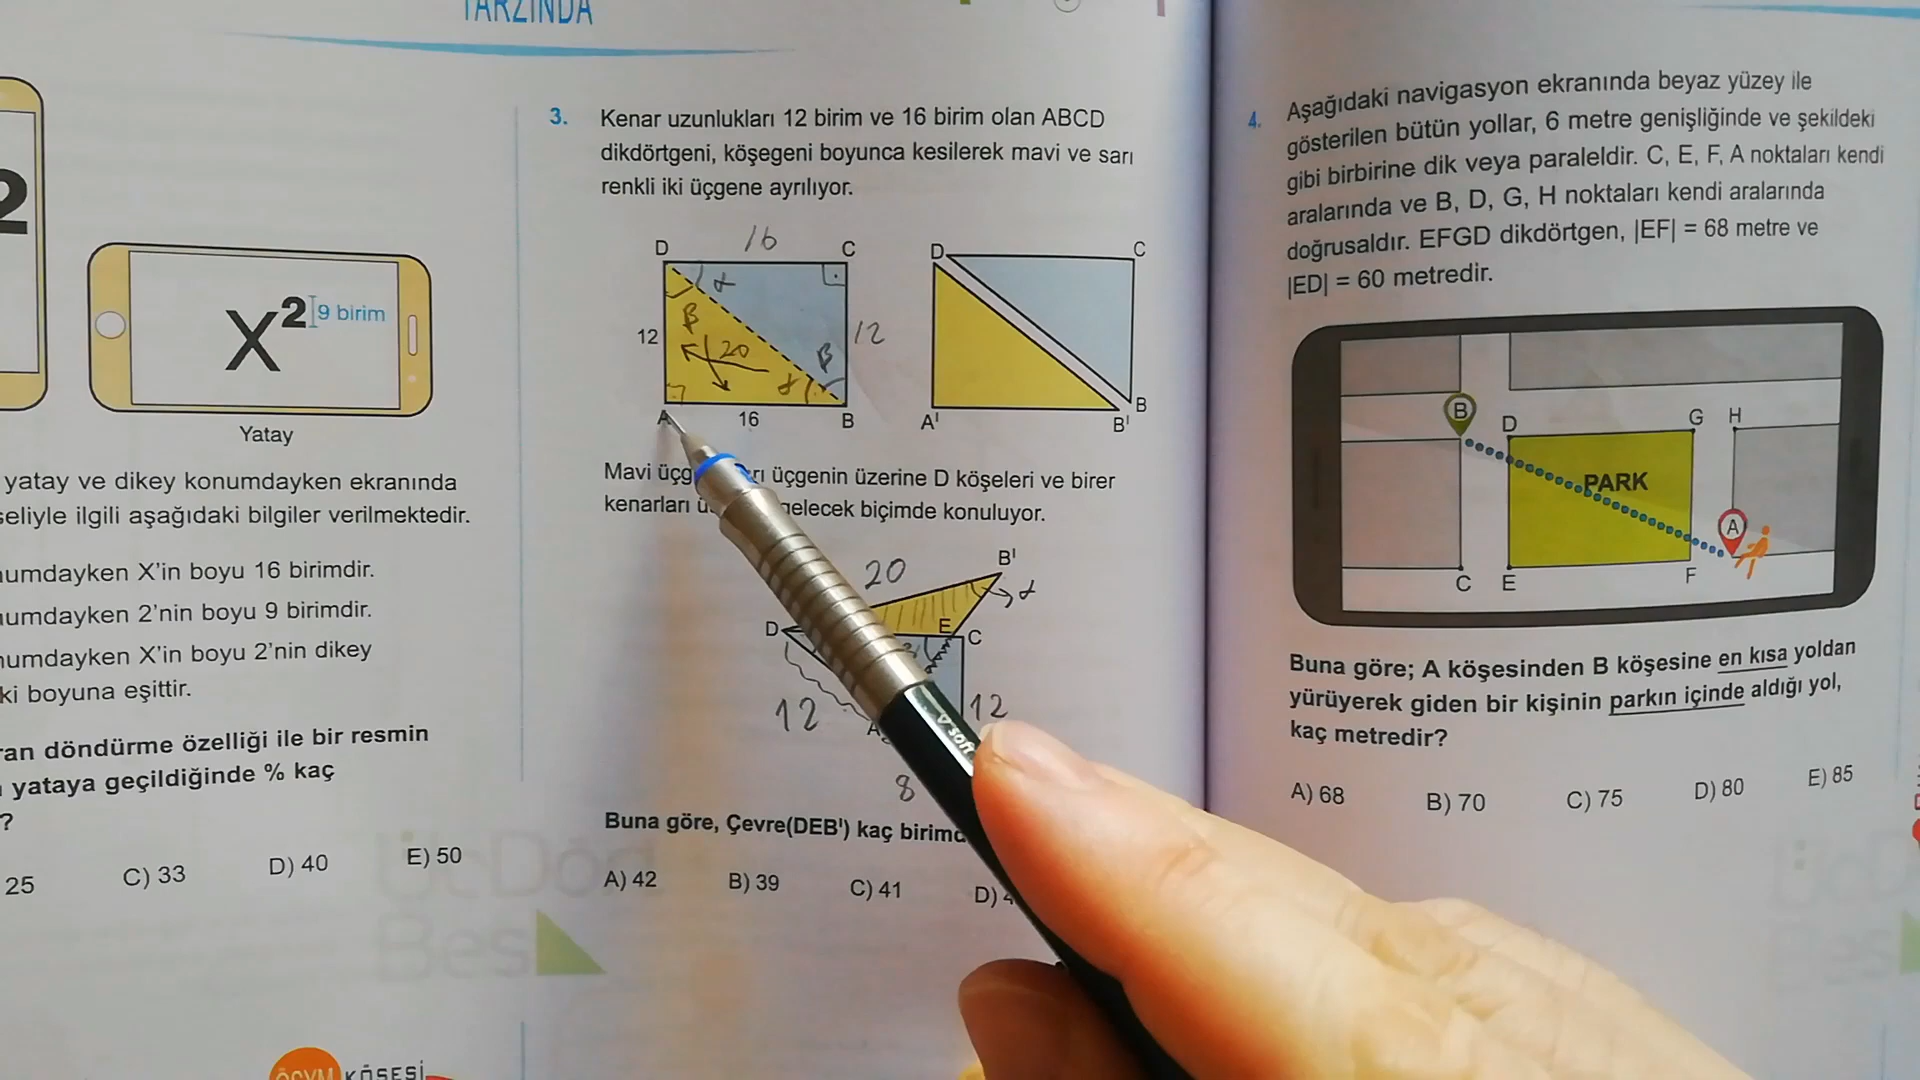 TARZINDA
2
X2
9 birim
Yatay
yatay ve dikey konumdayken ekranında
seliyle ilgili aşağıdaki bilgiler verilmektedir.
numdayken X'in boyu 16 birimdir.
numdayken 2'nin boyu 9 birimdir.
numdayken X'in boyu 2'nin dikey
ki boyuna eşittir.
ran döndürme özelliği ile bir resmin
yataya geçildiğinde % kaç
?
25
C) 33
D) 40
E) 50
ÖSYM KÖŞESİ
3. Kenar uzunlukları 12 birim ve 16 birim olan ABCD
dikdörtgeni, köşegeni boyunca kesilerek mavi ve sarı
renkli iki üçgene ayrılıyor.
D 16 C
α
β
12 20 β 12
α
A 16 B
D C
A' B' B
Mavi üçg üçgenin üzerine D köşeleri ve birer
kenarları gelecek biçimde konuluyor.
20 B'
α
D E C
12 12
A
8
Buna göre, Çevre(DEB') kaç birimd
A) 42
B) 39
C) 41
D) 4
ÜçDör
Beş
4. Aşağıdaki navigasyon ekranında beyaz yüzey ile
gösterilen bütün yollar, 6 metre genişliğinde ve şekildeki
gibi birbirine dik veya paraleldir. C, E, F, A noktaları kendi
aralarında ve B, D, G, H noktaları kendi aralarında
doğrusaldır. EFGD dikdörtgen, |EF| = 68 metre ve
|ED| = 60 metredir.
B D G H
PARK
A
C E F
Buna göre; A köşesinden B köşesine en kısa yoldan
yürüyerek giden bir kişinin parkın içinde aldığı yol,
kaç metredir?
A) 68
B) 70
C) 75
D) 80
E) 85